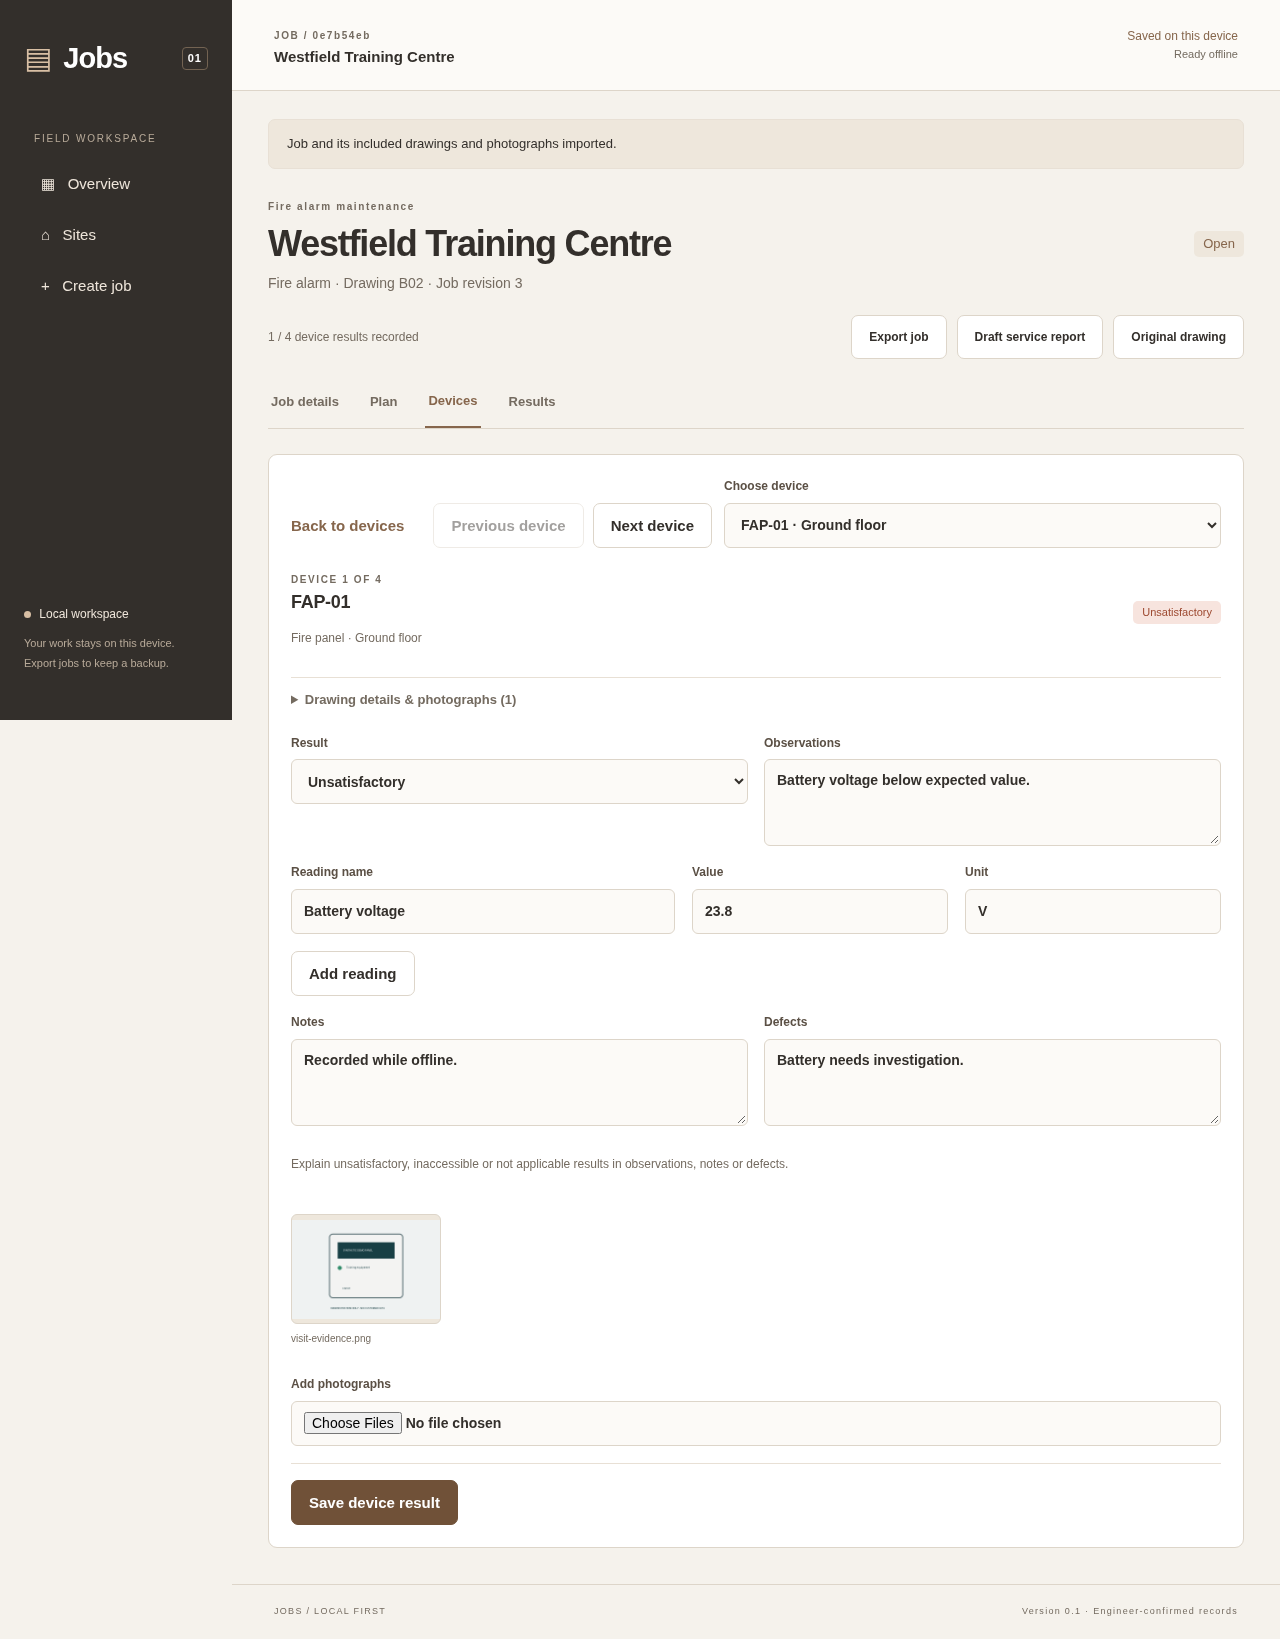 Jobs
01
FIELD WORKSPACE
Overview
Sites
+ Create job
Local workspace
Your work stays on this device.
Export jobs to keep a backup.
JOB / 0e7b54eb
Westfield Training Centre
Saved on this device
Ready offline
Job and its included drawings and photographs imported.
Fire alarm maintenance
Westfield Training Centre
Open
Fire alarm · Drawing B02 · Job revision 3
1 / 4 device results recorded
Export job
Draft service report
Original drawing
Job details
Plan
Devices
Results
Choose device
Back to devices
Previous device
Next device
FAP-01 · Ground floor
DEVICE 1 OF 4
FAP-01
Unsatisfactory
Fire panel · Ground floor
Drawing details & photographs (1)
Result
Observations
Unsatisfactory
Battery voltage below expected value.
Reading name
Value
Unit
Battery voltage
23.8
V
Add reading
Notes
Defects
Recorded while offline.
Battery needs investigation.
Explain unsatisfactory, inaccessible or not applicable results in observations, notes or defects.
visit-evidence.png
Add photographs
Choose Files No file chosen
Save device result
JOBS / LOCAL FIRST
Version 0.1 · Engineer-confirmed records